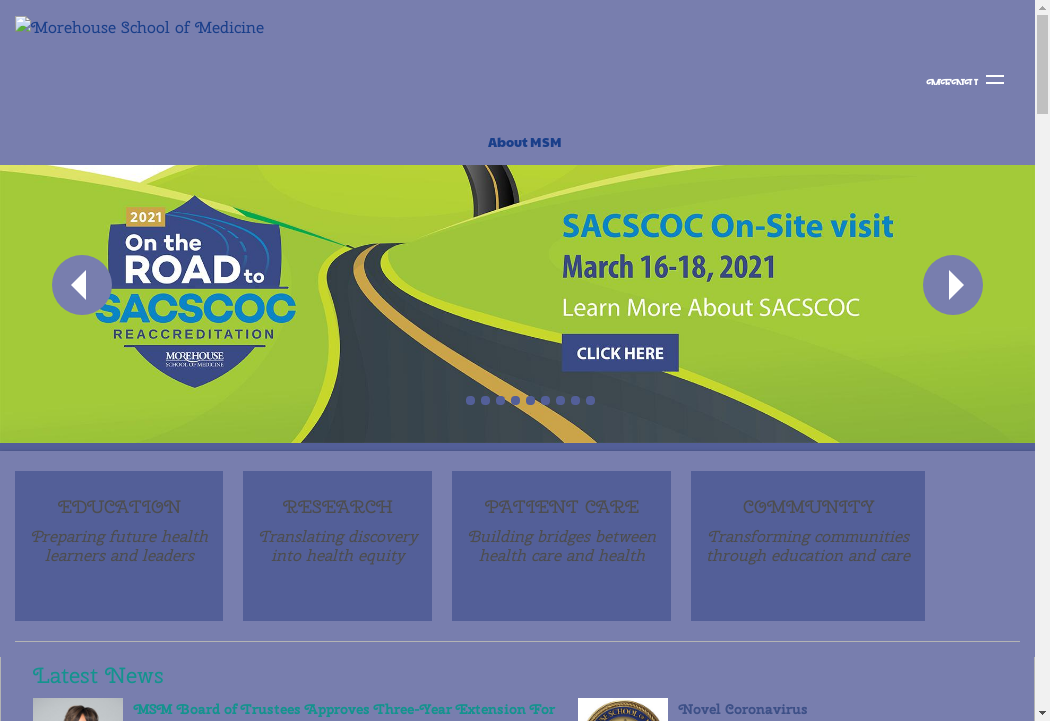 Morehouse School of Medicine
About MSM
2021
On the
ROAD to
SACSCOC
REACCREDITATION
MOREHOUSE
SCHOOL OF MEDICINE
SACSCOC On-Site visit
March 16-18, 2021
Learn More About SACSCOC
CLICK HERE
EDUCATION
Preparing future health
learners and leaders
RESEARCH
Translating discovery
into health equity
PATIENT CARE
Building bridges between
health care and health
COMMUNITY
Transforming communities
through education and care
Latest News
MSM Board of Trustees Approves Three-Year Extension For
Novel Coronavirus